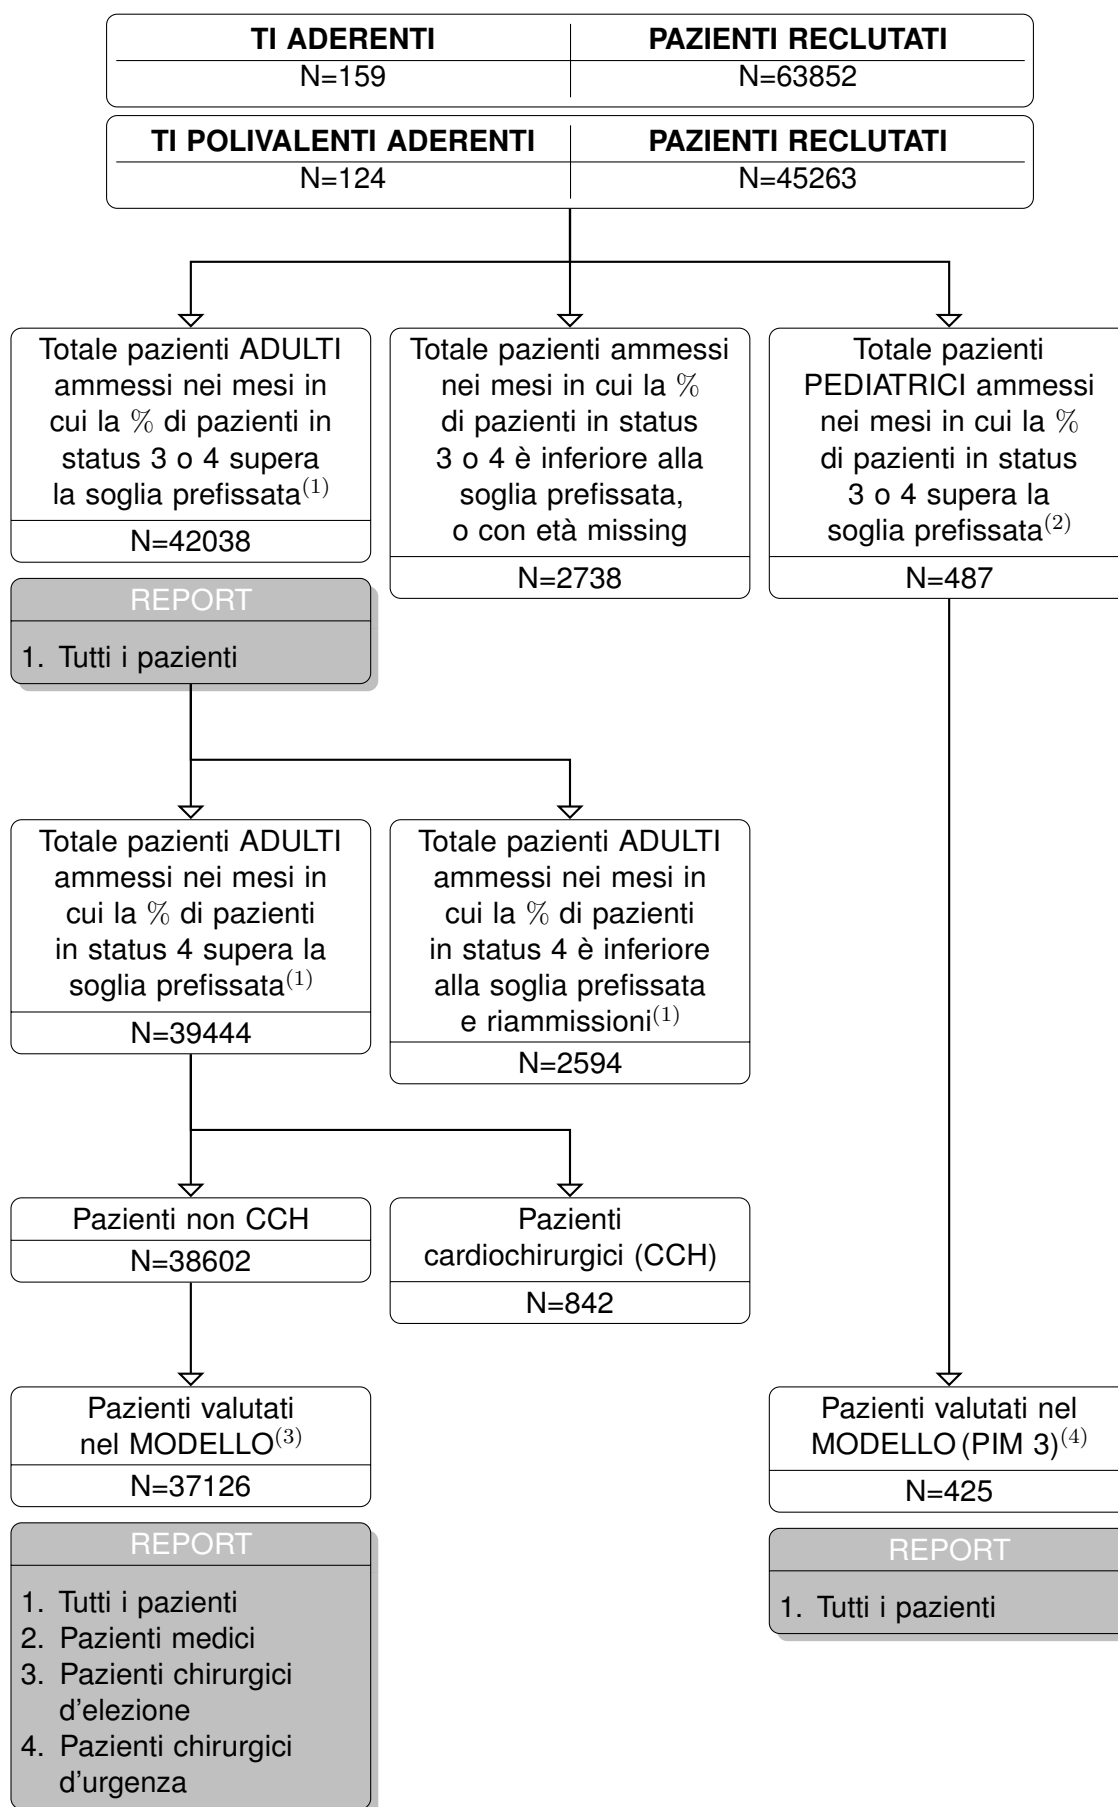 TI ADERENTI PAZIENTI RECLUTATI
N=159 N=63852
TI POLIVALENTI ADERENTI PAZIENTI RECLUTATI
N=124 N=45263
Totale pazienti ADULTI
ammessi nei mesi in
cui la % di pazienti in
status 3 o 4 supera
la soglia prefissata(1)
N=42038
REPORT
1. Tutti i pazienti
Totale pazienti ammessi
nei mesi in cui la %
di pazienti in status
3 o 4 è inferiore alla
soglia prefissata,
o con età missing
N=2738
Totale pazienti
PEDIATRICI ammessi
nei mesi in cui la %
di pazienti in status
3 o 4 supera la
soglia prefissata(2)
N=487
Totale pazienti ADULTI
ammessi nei mesi in
cui la % di pazienti
in status 4 supera la
soglia prefissata(1)
N=39444
Totale pazienti ADULTI
ammessi nei mesi in
cui la % di pazienti
in status 4 è inferiore
alla soglia prefissata
e riammissioni(1)
N=2594
Pazienti non CCH
N=38602
Pazienti
cardiochirurgici (CCH)
N=842
Pazienti valutati
nel MODELLO(3)
N=37126
REPORT
1. Tutti i pazienti
2. Pazienti medici
3. Pazienti chirurgici
d'elezione
4. Pazienti chirurgici
d'urgenza
Pazienti valutati nel
MODELLO (PIM 3)(4)
N=425
REPORT
1. Tutti i pazienti